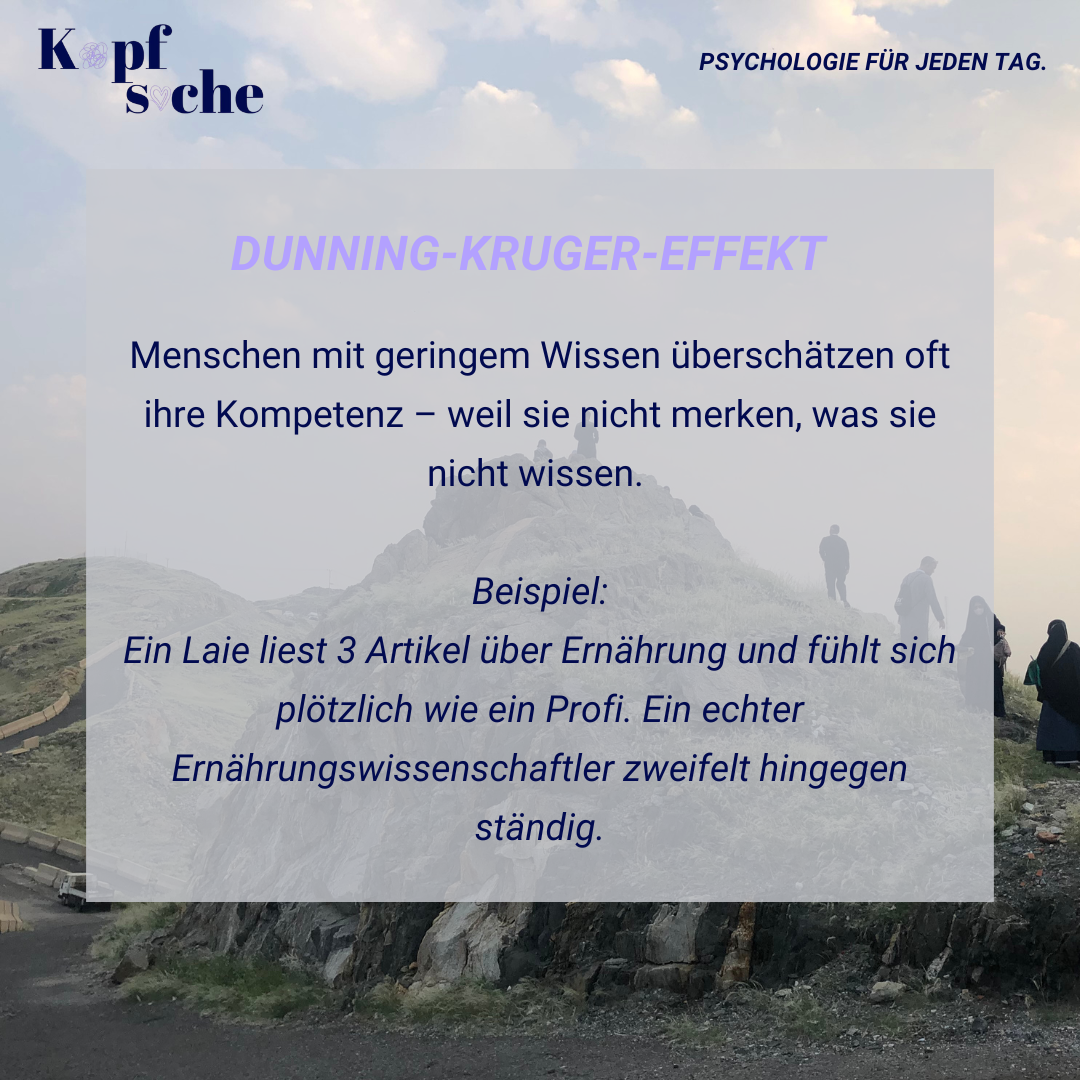 Kopf
sache
PSYCHOLOGIE FÜR JEDEN TAG.
DUNNING-KRUGER-EFFEKT
Menschen mit geringem Wissen überschätzen oft
ihre Kompetenz – weil sie nicht merken, was sie
nicht wissen.
Beispiel:
Ein Laie liest 3 Artikel über Ernährung und fühlt sich
plötzlich wie ein Profi. Ein echter
Ernährungswissenschaftler zweifelt hingegen
ständig.